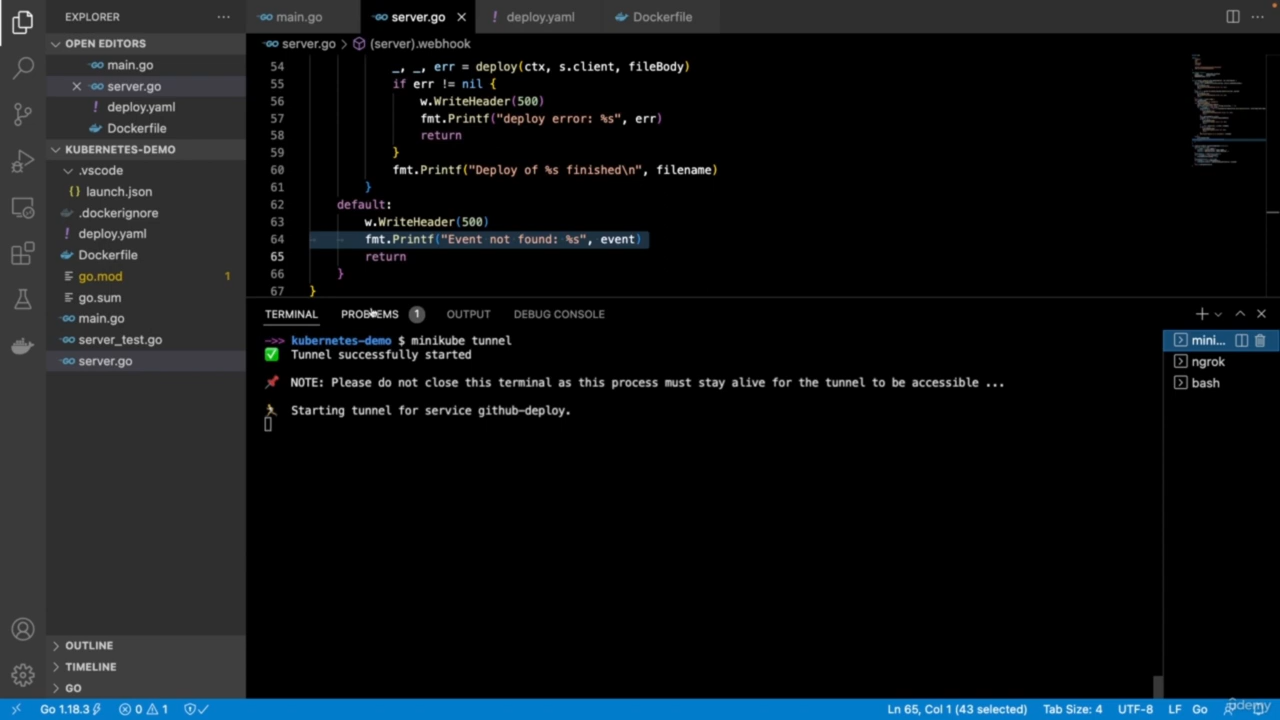 EXPLORER
OPEN EDITORS
main.go
server.go
deploy.yaml
Dockerfile
KUBERNETES-DEMO
.vscode
launch.json
.dockerignore
deploy.yaml
Dockerfile
go.mod 1
go.sum
main.go
server_test.go
server.go
OUTLINE
TIMELINE
GO
main.go server.go deploy.yaml Dockerfile
server.go > (server).webhook
54 _, _, err = deploy(ctx, s.client, fileBody)
55 if err != nil {
56 w.WriteHeader(500)
57 fmt.Printf("deploy error: %s", err)
58 return
59 }
60 fmt.Printf("Deploy of %s finished\n", filename)
61 }
62 default:
63 w.WriteHeader(500)
64 fmt.Printf("Event not found: %s", event)
65 return
66 }
67 }
TERMINAL PROBLEMS 1 OUTPUT DEBUG CONSOLE
->> kubernetes-demo $ minikube tunnel
✅ Tunnel successfully started
📌 NOTE: Please do not close this terminal as this process must stay alive for the tunnel to be accessible ...
🏃 Starting tunnel for service github-deploy.
mini...
ngrok
bash
Go 1.18.3 0 1 Ln 65, Col 1 (43 selected) Tab Size: 4 UTF-8 LF Go
udemy